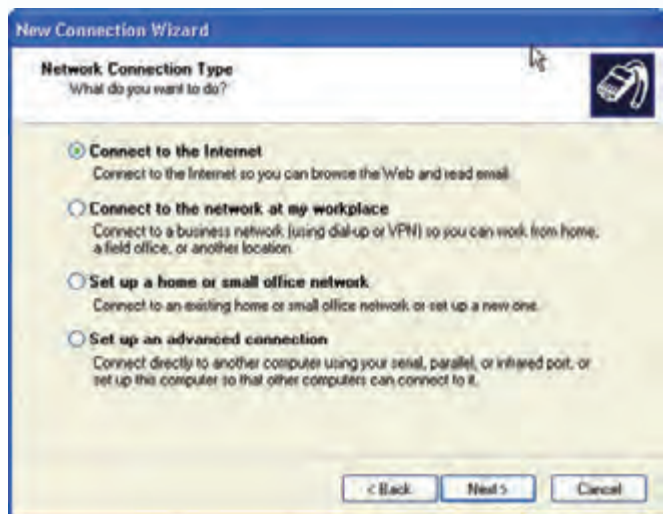 New Connection Wizard
Network Connection Type
What do you want to do?
Connect to the Internet
Connect to the Internet so you can browse the Web and read email.
Connect to the network at my workplace
Connect to a business network (using dial-up or VPN) so you can work from home,
a field office, or another location.
Set up a home or small office network
Connect to an existing home or small office network or set up a new one.
Set up an advanced connection
Connect directly to another computer using your serial, parallel, or infrared port, or
set up this computer so that other computers can connect to it.
< Back
Next >
Cancel